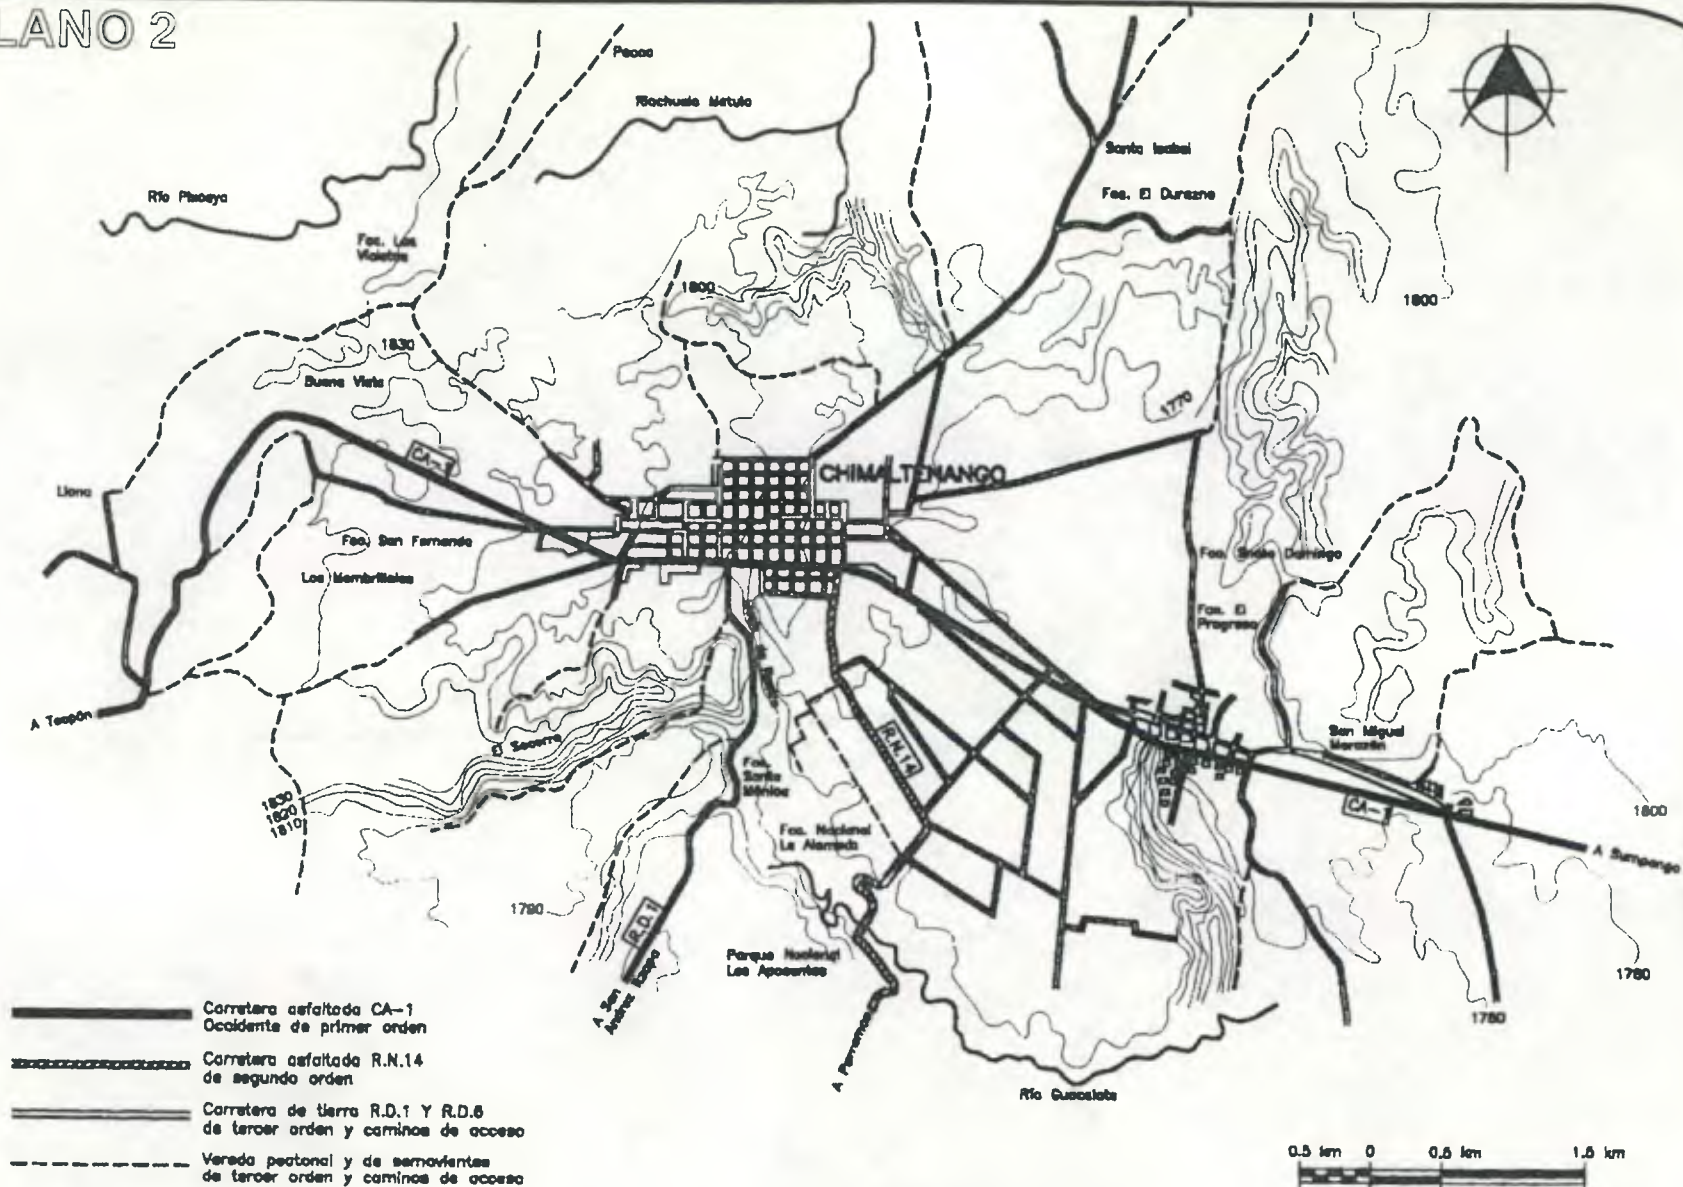 LANO 2
Pecoc
Riachuelo Metulo
Santa Isabel
Fca. El Durazno
Río Pixcaya
Fca. Las
Violetas
1800
1800
1830
Buena Vista
1770
CA-1
CHIMALTENANGO
Llano
Fca. San Fernando
Los Membrillales
Fca. Santo Domingo
Fca. El
Progreso
A Tecpán
El Socorro
R.N.14
San Miguel
Morazán
Fca.
Santa
Mónica
1830
1820
1810
CA-1
1800
Fca. Nacional
La Alameda
A Sumpango
1790
R.D.1
Parque Nacional
Los Aposentos
1780
A San
Andrés Itzapa
1780
A Parramos
Río Guacalate
Carretera asfaltada CA-1
Occidente de primer orden
Carretera asfaltada R.N.14
de segundo orden
Carretera de tierra R.D.1 Y R.D.6
de tercer orden y caminos de acceso
Vereda peatonal y de semovientes
de tercer orden y caminos de acceso
0.5 km 0 0.5 km 1.5 km